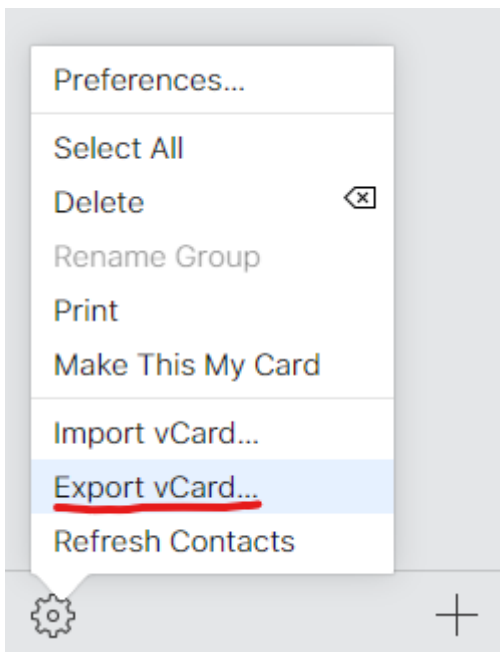 Preferences...
Select All
Delete
Rename Group
Print
Make This My Card
Import vCard...
Export vCard...
Refresh Contacts